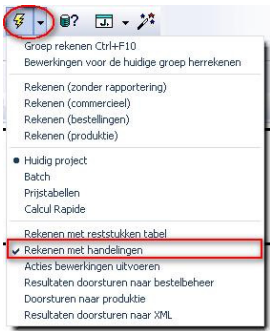 Groep rekenen Ctrl+F10
Bewerkingen voor de huidige groep herrekenen
Rekenen (zonder rapportering)
Rekenen (commercieel)
Rekenen (bestellingen)
Rekenen (produktie)
Huidig project
Batch
Prijstabellen
Calcul Rapide
Rekenen met reststukken tabel
Rekenen met handelingen
Acties bewerkingen uitvoeren
Resultaten doorsturen naar bestelbeheer
Doorsturen naar produktie
Resultaten doorsturen naar XML